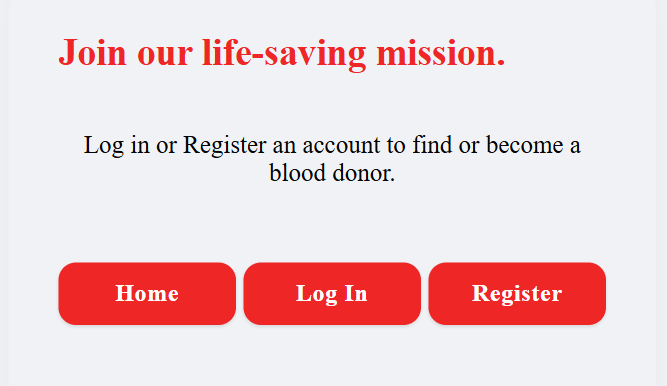 Join our life-saving mission.
Log in or Register an account to find or become a
blood donor.
Home
Log In
Register